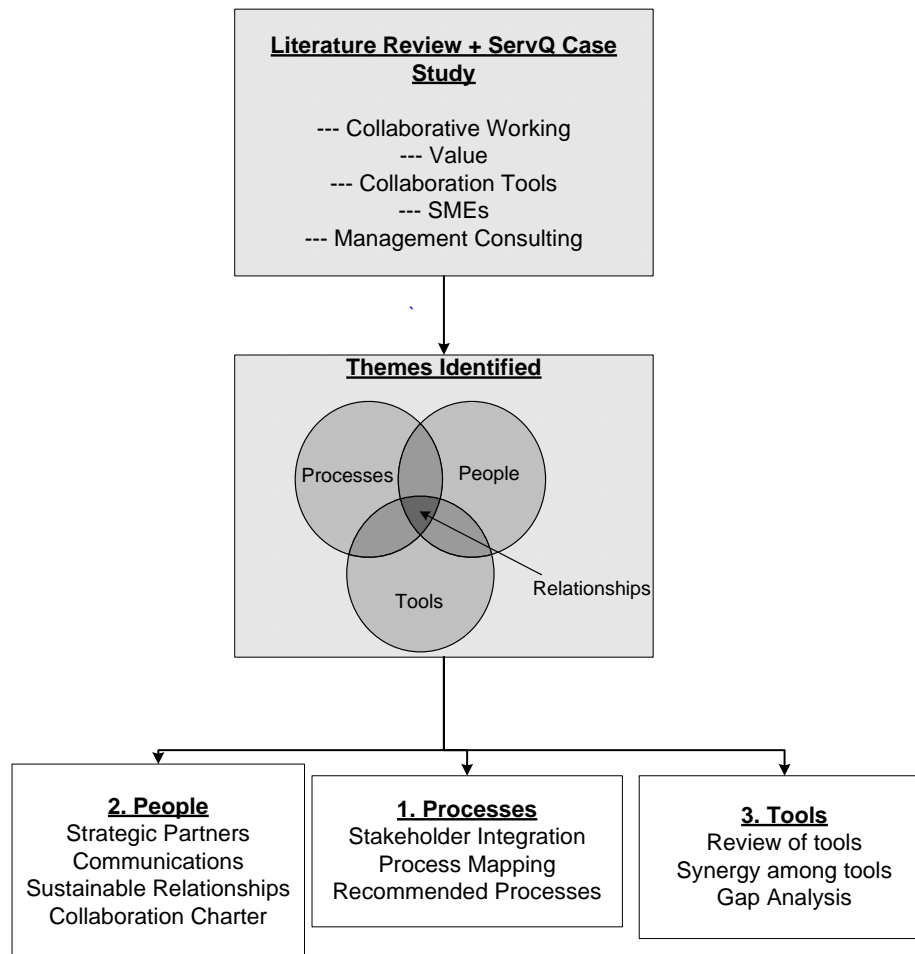 Literature Review + ServQ Case
Study
--- Collaborative Working
--- Value
--- Collaboration Tools
--- SMEs
--- Management Consulting
`
Themes Identified
Processes
People
Relationships
Tools
2. People
Strategic Partners
Communications
Sustainable Relationships
Collaboration Charter
1. Processes
Stakeholder Integration
Process Mapping
Recommended Processes
3. Tools
Review of tools
Synergy among tools
Gap Analysis